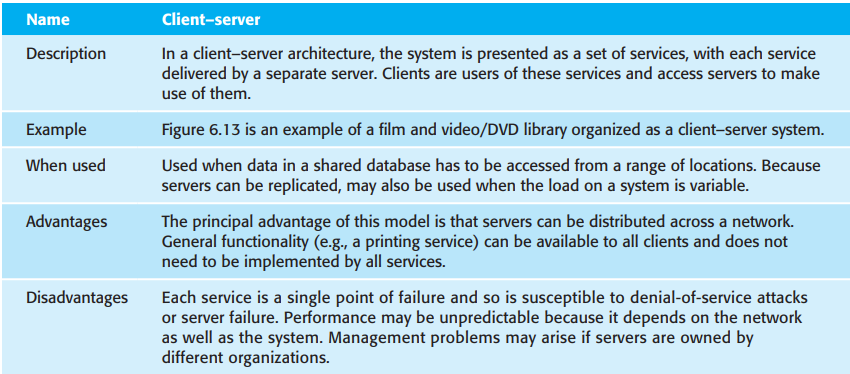 Name Client–server
Description In a client–server architecture, the system is presented as a set of services, with each service
delivered by a separate server. Clients are users of these services and access servers to make
use of them.
Example Figure 6.13 is an example of a film and video/DVD library organized as a client–server system.
When used Used when data in a shared database has to be accessed from a range of locations. Because
servers can be replicated, may also be used when the load on a system is variable.
Advantages The principal advantage of this model is that servers can be distributed across a network.
General functionality (e.g., a printing service) can be available to all clients and does not
need to be implemented by all services.
Disadvantages Each service is a single point of failure and so is susceptible to denial-of-service attacks
or server failure. Performance may be unpredictable because it depends on the network
as well as the system. Management problems may arise if servers are owned by
different organizations.